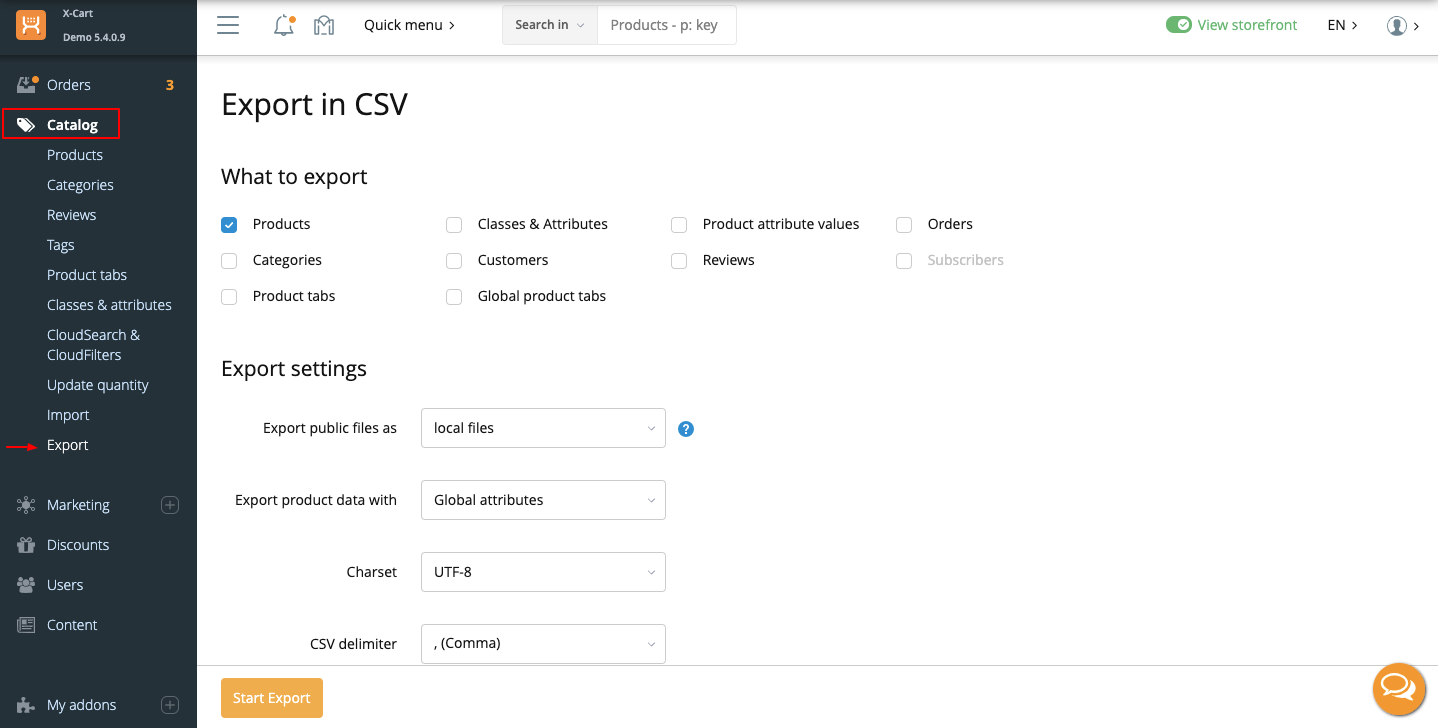 X-Cart
Demo 5.4.0.9
Quick menu
Search in
Products - p: key
View storefront
EN
Orders 3
Catalog
Products
Categories
Reviews
Tags
Product tabs
Classes & attributes
CloudSearch &
CloudFilters
Update quantity
Import
Export
Marketing
Discounts
Users
Content
My addons
Export in CSV
What to export
Products Classes & Attributes Product attribute values Orders
Categories Customers Reviews Subscribers
Product tabs Global product tabs
Export settings
Export public files as local files ?
Export product data with Global attributes
Charset UTF-8
CSV delimiter , (Comma)
Start Export